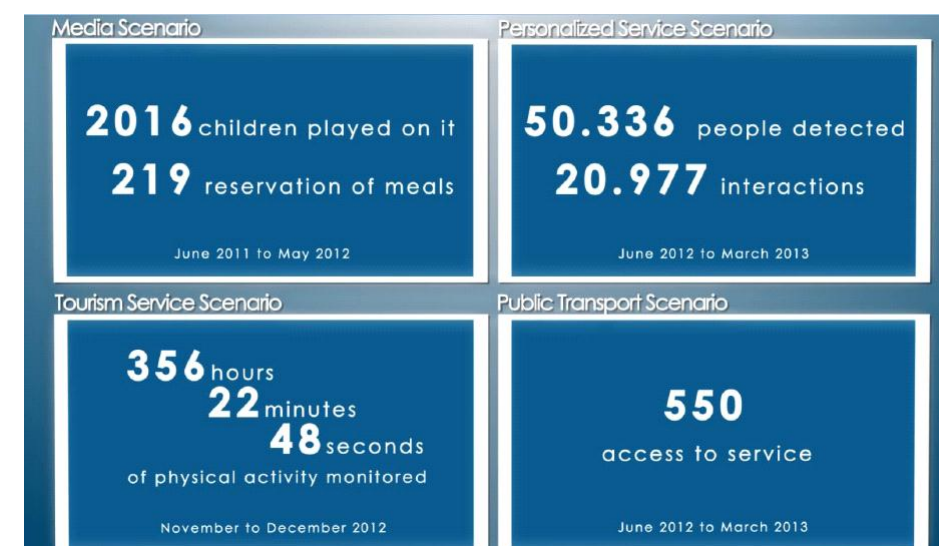 Media Scenario
2016 children played on it
219 reservation of meals
June 2011 to May 2012
Personalized Service Scenario
50.336 people detected
20.977 interactions
June 2012 to March 2013
Tourism Service Scenario
356 hours
22 minutes
48 seconds
of physical activity monitored
November to December 2012
Public Transport Scenario
550
access to service
June 2012 to March 2013